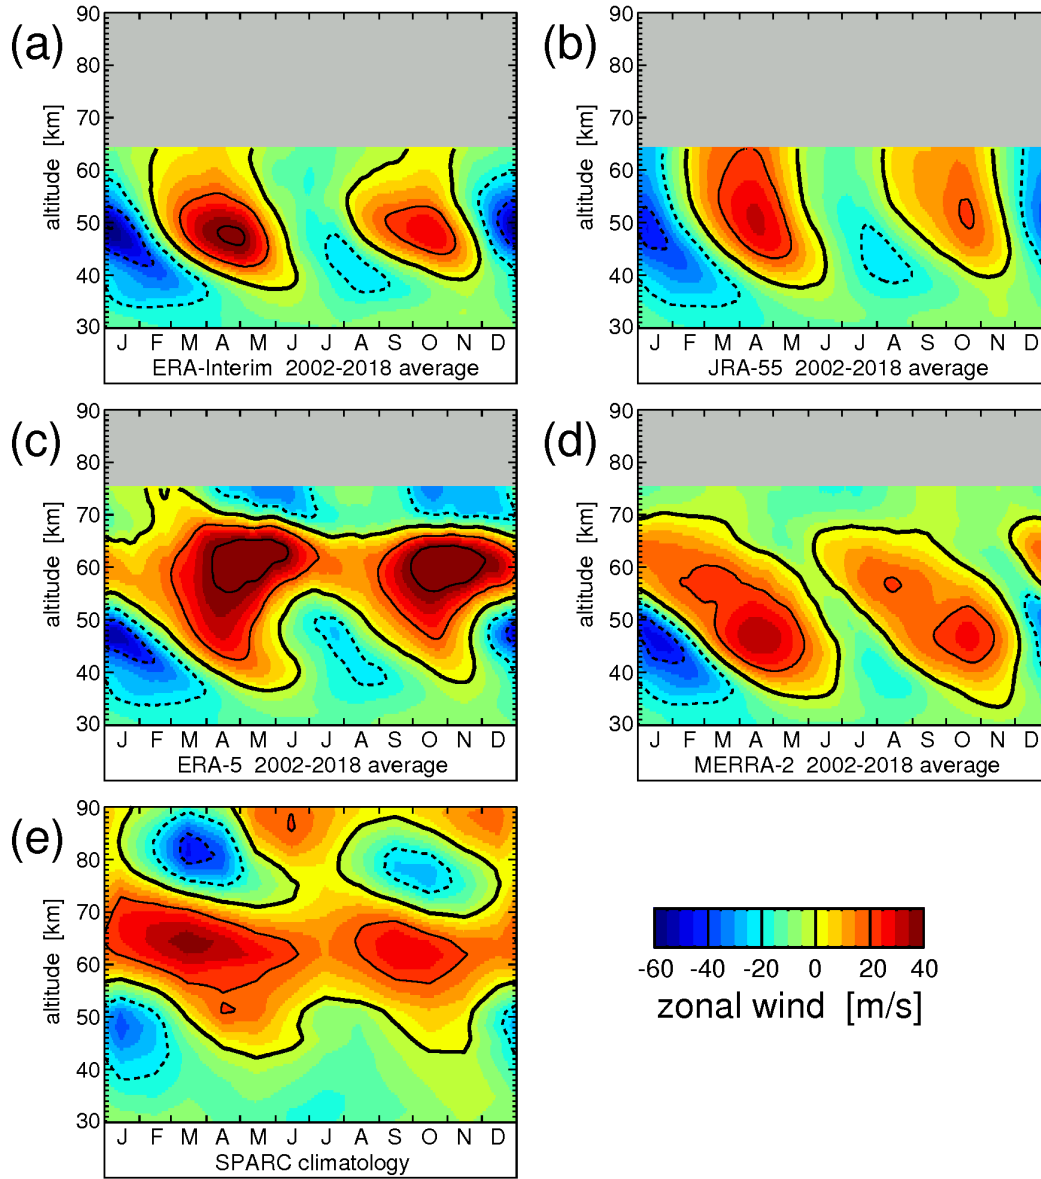 (a)
90
80
70
60
50
40
30
altitude [km]
J F M A M J J A S O N D
ERA-Interim 2002-2018 average
(b)
90
80
70
60
50
40
30
altitude [km]
J F M A M J J A S O N D
JRA-55 2002-2018 average
(c)
90
80
70
60
50
40
30
altitude [km]
J F M A M J J A S O N D
ERA-5 2002-2018 average
(d)
90
80
70
60
50
40
30
altitude [km]
J F M A M J J A S O N D
MERRA-2 2002-2018 average
(e)
90
80
70
60
50
40
30
altitude [km]
J F M A M J J A S O N D
SPARC climatology
-60 -40 -20 0 20 40
zonal wind [m/s]